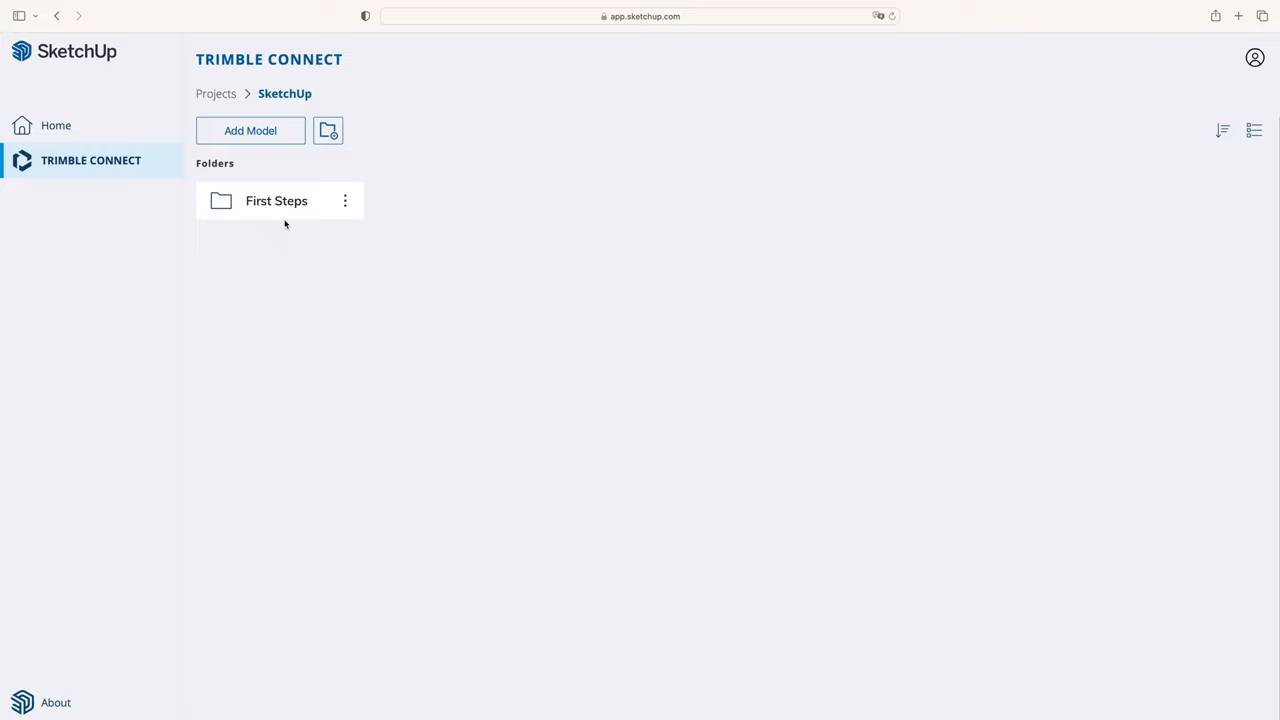 app.sketchup.com
SketchUp
TRIMBLE CONNECT
Projects > SketchUp
Home
Add Model
TRIMBLE CONNECT
Folders
First Steps
About